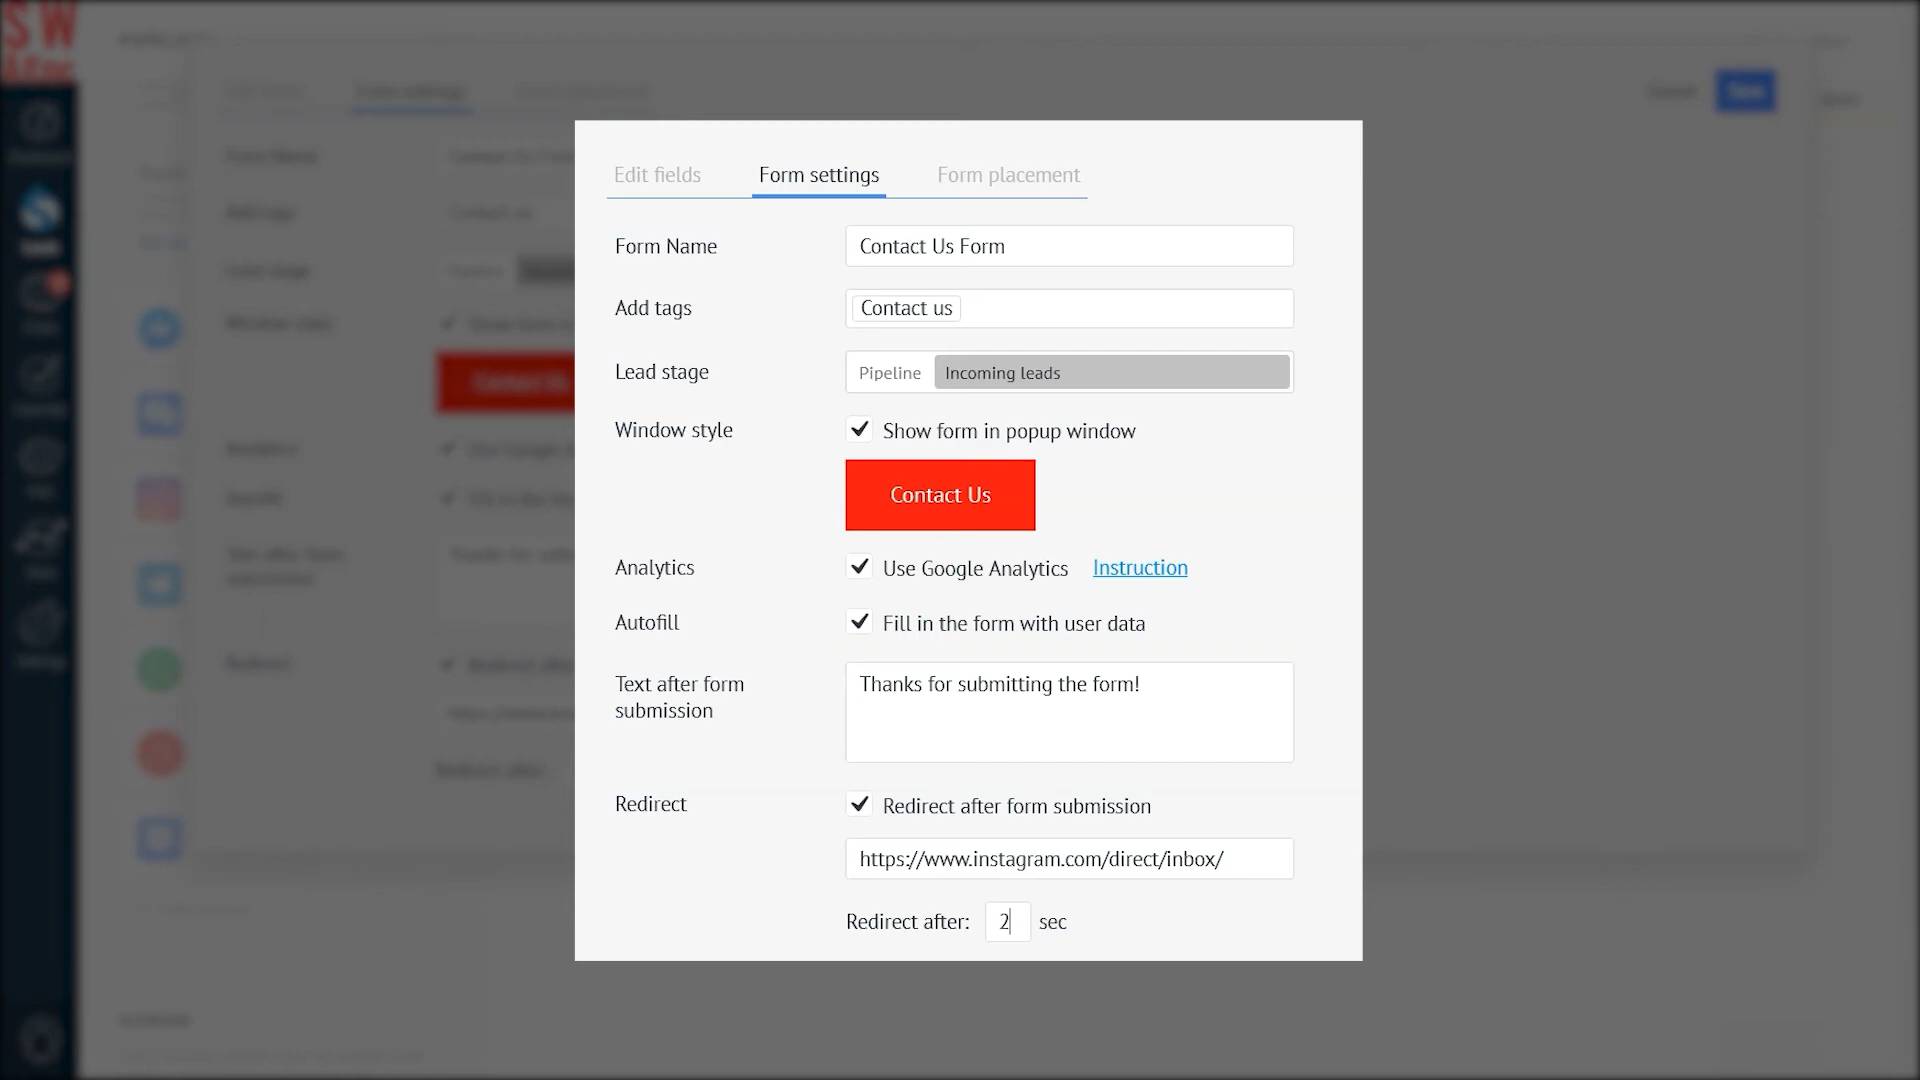 Edit fields Form settings Form placement
Form Name Contact Us Form
Add tags Contact us
Lead stage Pipeline Incoming leads
Window style Show form in popup window
Contact Us
Analytics Use Google Analytics Instruction
Autofill Fill in the form with user data
Text after form
submission
Thanks for submitting the form!
Redirect Redirect after form submission
https://www.instagram.com/direct/inbox/
Redirect after: 2 sec